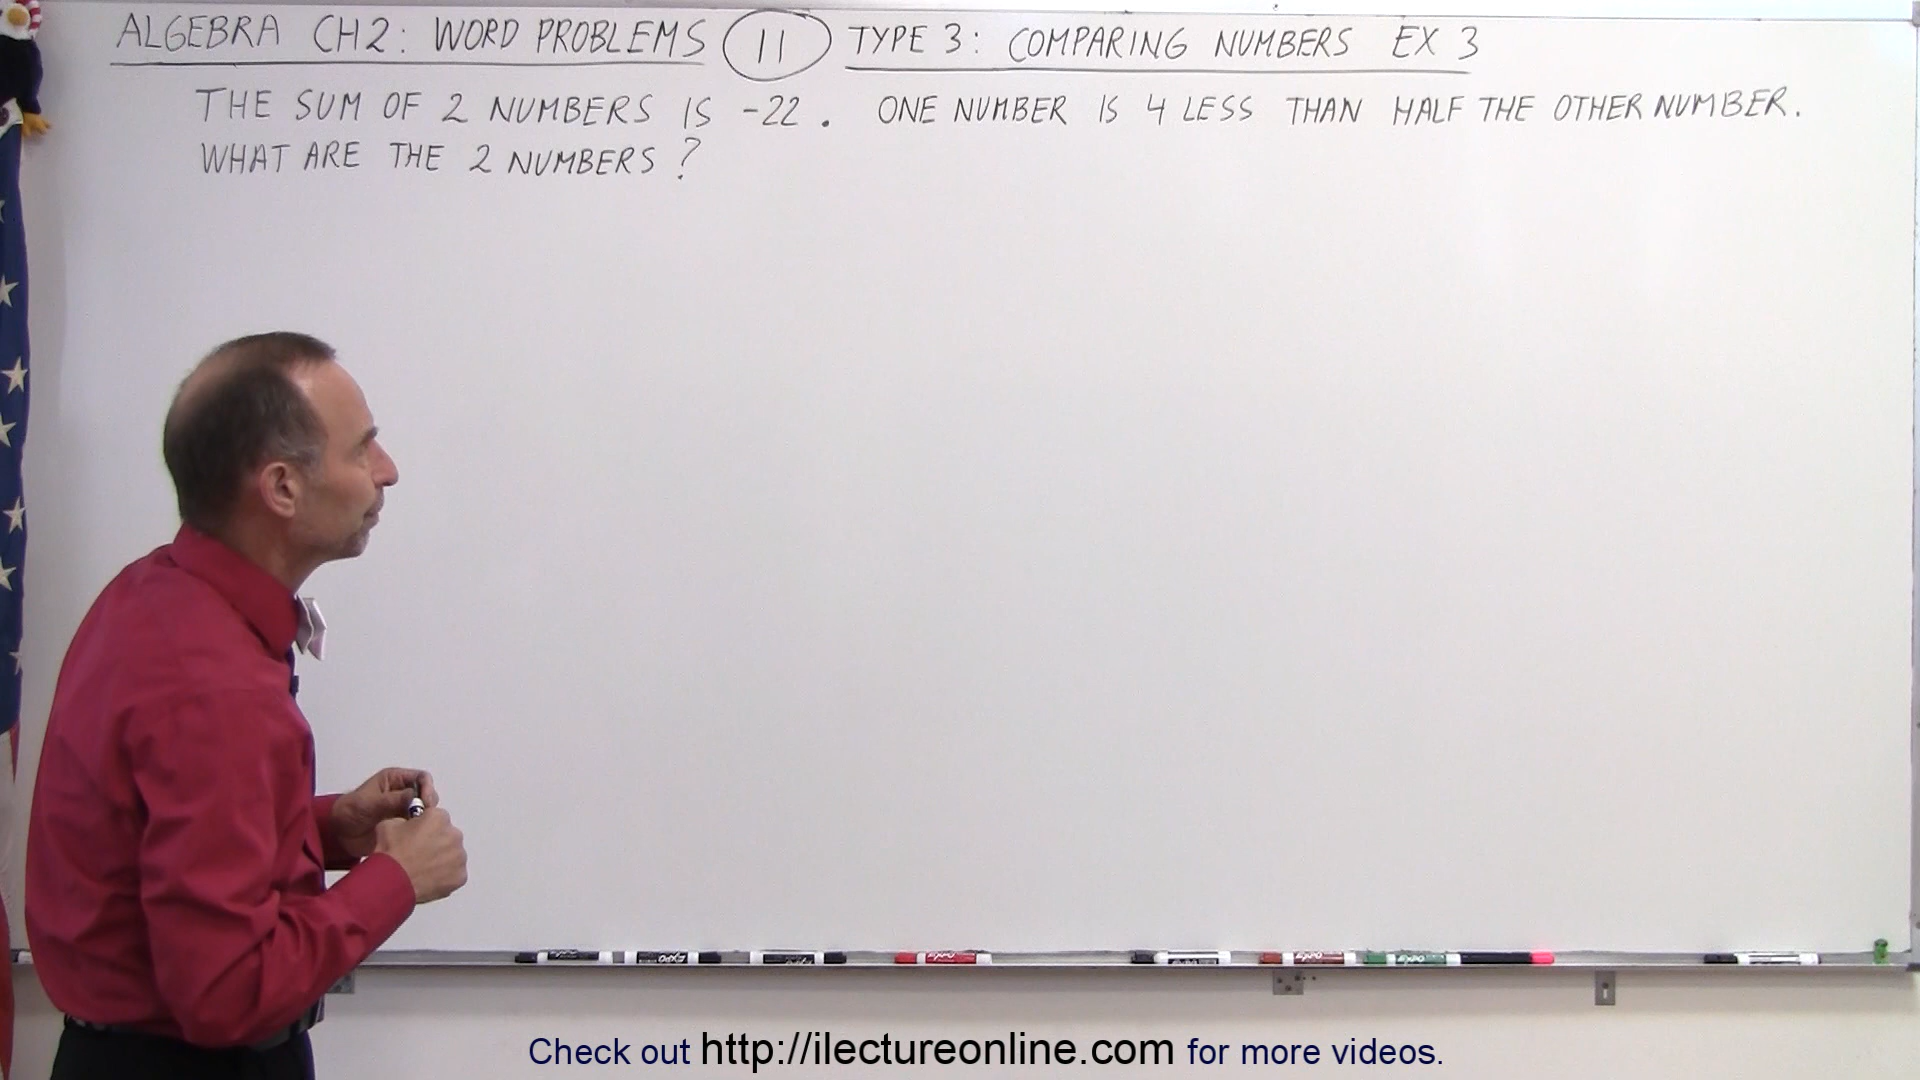 ALGEBRA CH2: WORD PROBLEMS 11 TYPE 3: COMPARING NUMBERS EX 3
THE SUM OF 2 NUMBERS IS -22. ONE NUMBER IS 4 LESS THAN HALF THE OTHER NUMBER.
WHAT ARE THE 2 NUMBERS?
EXPO
Check out http://ilectureonline.com for more videos.